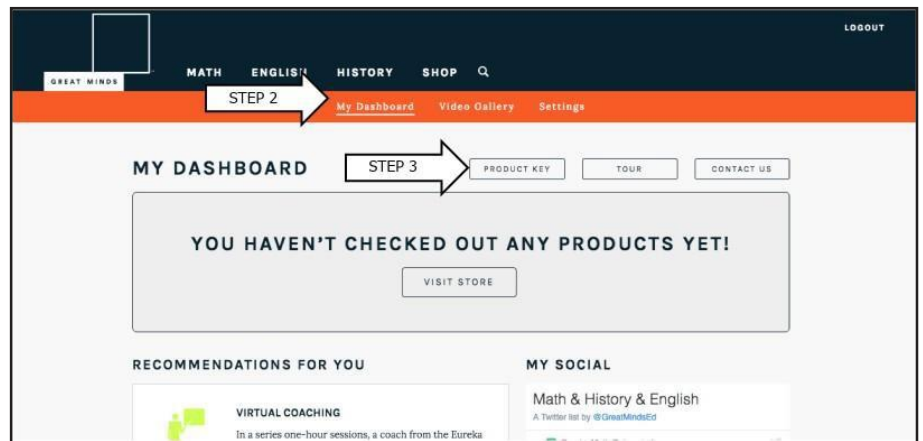 LOGOUT
GREAT MINDS
MATH ENGLISH HISTORY SHOP
STEP 2
My Dashboard Video Gallery Settings
MY DASHBOARD
STEP 3
PRODUCT KEY TOUR CONTACT US
YOU HAVEN'T CHECKED OUT ANY PRODUCTS YET!
VISIT STORE
RECOMMENDATIONS FOR YOU
MY SOCIAL
VIRTUAL COACHING
In a series one-hour sessions, a coach from the Eureka
Math & History & English
A Twitter list by @GreatMindsEd